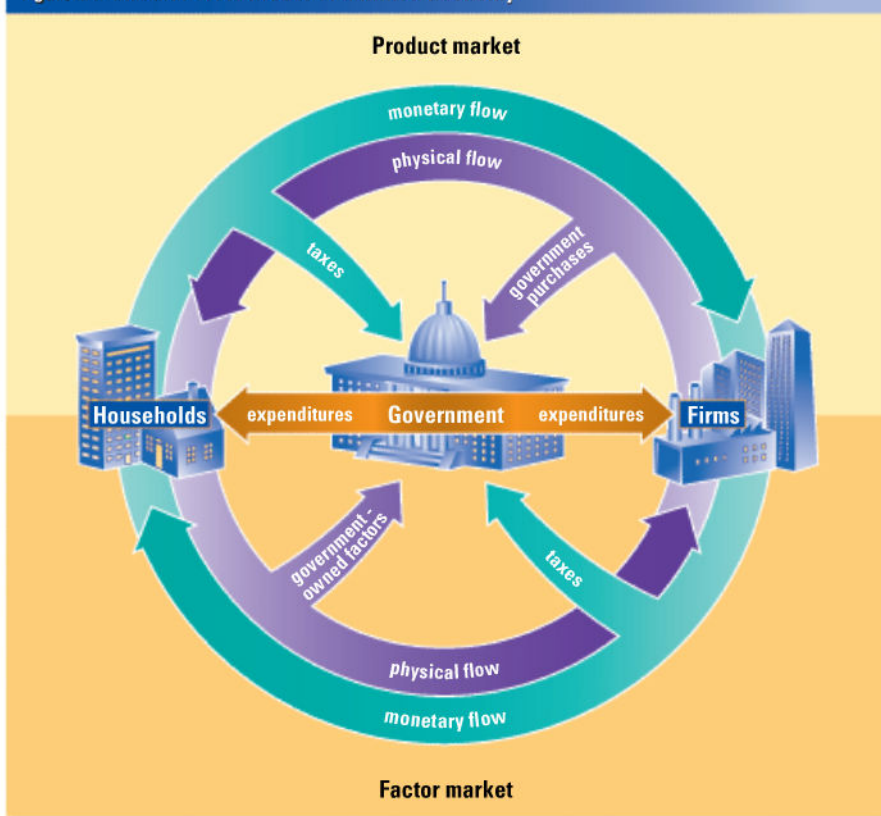 Product market
monetary flow
physical flow
taxes
government
purchases
Households
expenditures
Government
expenditures
Firms
government -
owned factors
taxes
physical flow
monetary flow
Factor market